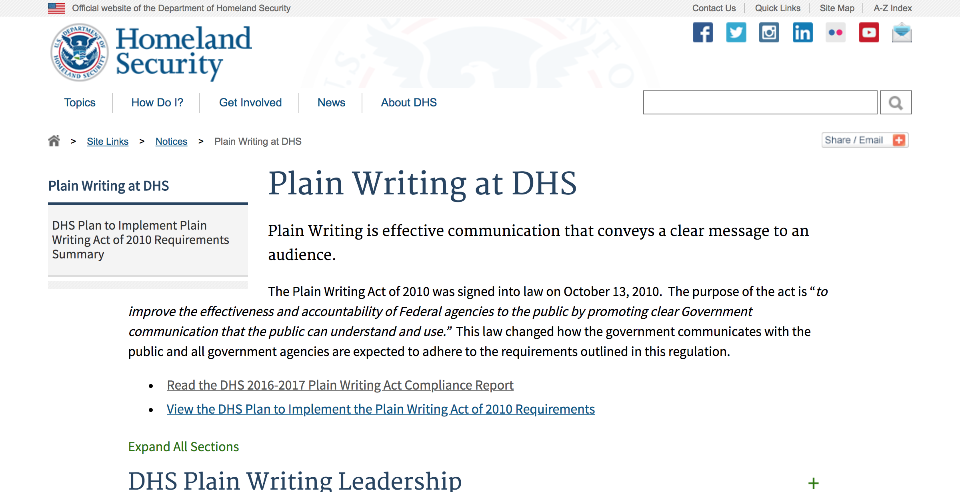 Official website of the Department of Homeland Security
Contact Us
Quick Links
Site Map
A-Z Index
U.S. DEPARTMENT OF HOMELAND SECURITY
Homeland
Security
Topics
How Do I?
Get Involved
News
About DHS
> Site Links > Notices > Plain Writing at DHS
Share / Email
Plain Writing at DHS
DHS Plan to Implement Plain
Writing Act of 2010 Requirements
Summary
Plain Writing at DHS
Plain Writing is effective communication that conveys a clear message to an
audience.
The Plain Writing Act of 2010 was signed into law on October 13, 2010. The purpose of the act is “to
improve the effectiveness and accountability of Federal agencies to the public by promoting clear Government
communication that the public can understand and use.” This law changed how the government communicates with the
public and all government agencies are expected to adhere to the requirements outlined in this regulation.
• Read the DHS 2016-2017 Plain Writing Act Compliance Report
• View the DHS Plan to Implement the Plain Writing Act of 2010 Requirements
Expand All Sections
DHS Plain Writing Leadership
+